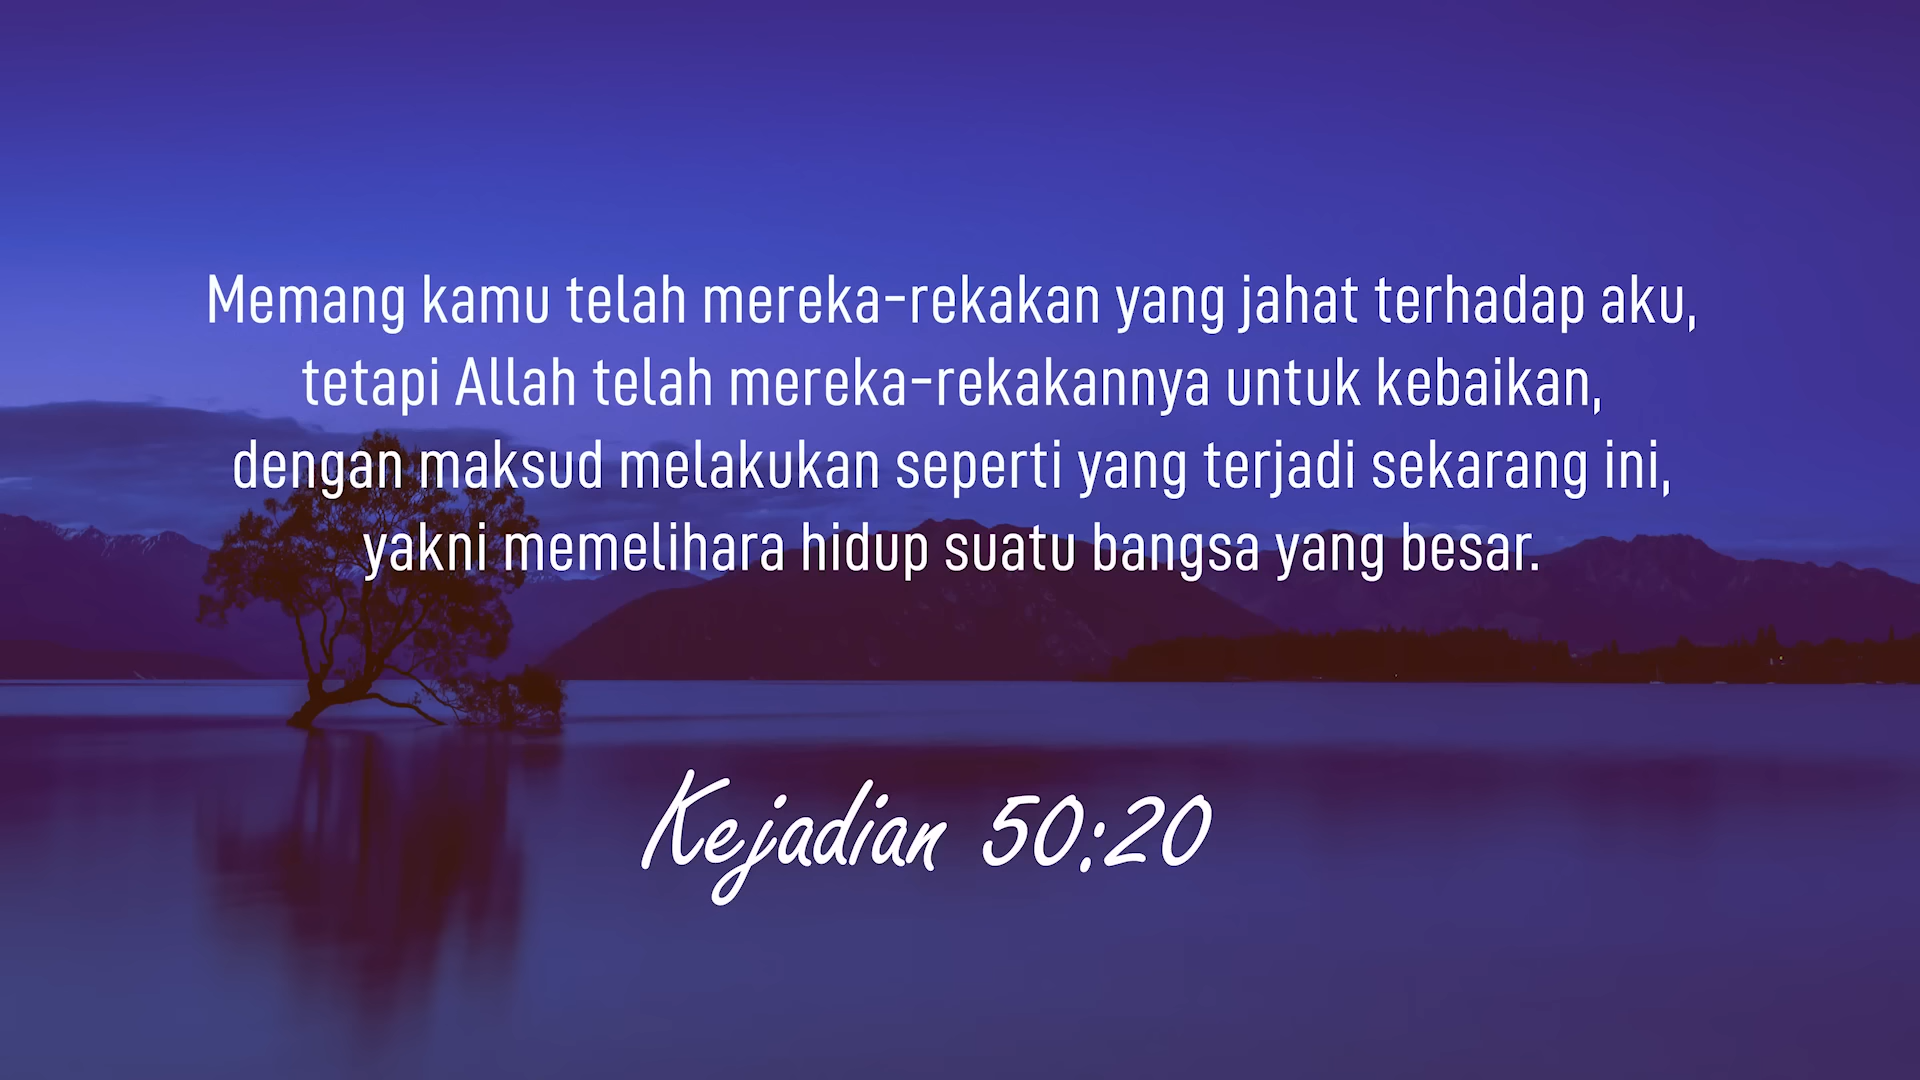 Memang kamu telah mereka-rekakan yang jahat terhadap aku,
tetapi Allah telah mereka-rekakannya untuk kebaikan,
dengan maksud melakukan seperti yang terjadi sekarang ini,
yakni memelihara hidup suatu bangsa yang besar.
Kejadian 50:20